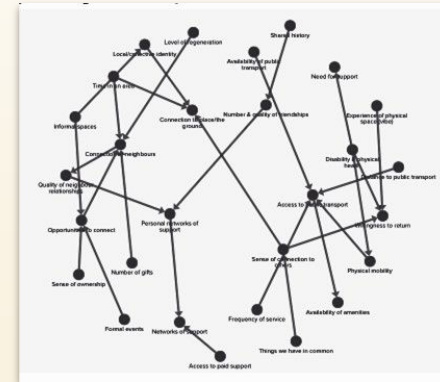 Level of regeneration
Local/collective identity
Shared history
Availability of public
transport
Need for support
Time in an area
Experience of physical
space (vibe)
Connection to place/the
ground
Number & quality of friendships
Informal spaces
Connection neighbours
Disability & physical
Distance to public transport
Quality of neighbour
relationships
Access to transport
Personal networks of
support
Willingness to return
Opportunities to connect
Sense of connection to
others
Physical mobility
Number of gifts
Sense of ownership
Availability of amenities
Frequency of service
Formal events
Networks of support
Things we have in common
Access to paid support